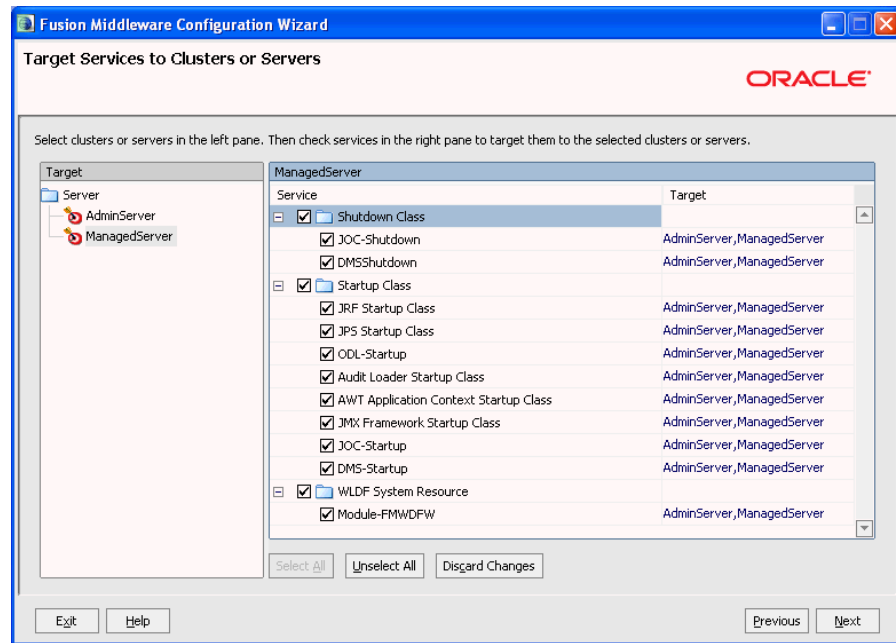 Fusion Middleware Configuration Wizard
Target Services to Clusters or Servers
ORACLE
Select clusters or servers in the left pane. Then check services in the right pane to target them to the selected clusters or servers.
Target
Server
AdminServer
ManagedServer
ManagedServer
Service Target
Shutdown Class
JOC-Shutdown AdminServer,ManagedServer
DMSShutdown AdminServer,ManagedServer
Startup Class
JRF Startup Class AdminServer,ManagedServer
JPS Startup Class AdminServer,ManagedServer
ODL-Startup AdminServer,ManagedServer
Audit Loader Startup Class AdminServer,ManagedServer
AWT Application Context Startup Class AdminServer,ManagedServer
JMX Framework Startup Class AdminServer,ManagedServer
JOC-Startup AdminServer,ManagedServer
DMS-Startup AdminServer,ManagedServer
WLDF System Resource
Module-FMWDFW AdminServer,ManagedServer
Select All Unselect All Discard Changes
Exit Help Previous Next